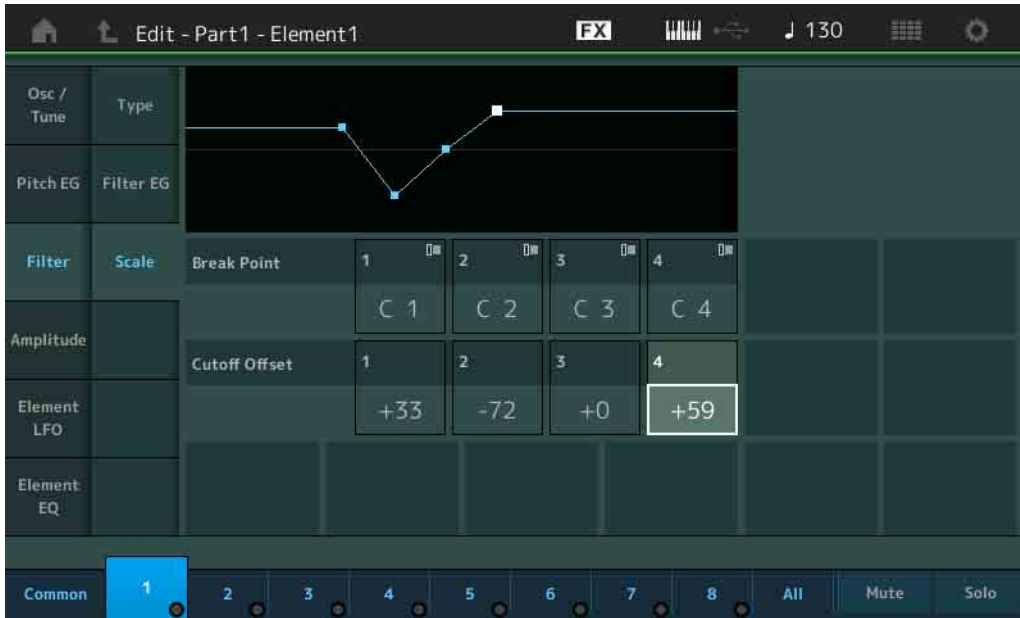 Edit - Part1 - Element1
FX
130
Osc /
Tune
Type
Pitch EG
Filter EG
Filter
Scale
Break Point
1
2
3
4
C 1
C 2
C 3
C 4
Amplitude
Cutoff Offset
1
2
3
4
+33
-72
+0
+59
Element
LFO
Element
EQ
Common
1
2
3
4
5
6
7
8
All
Mute
Solo